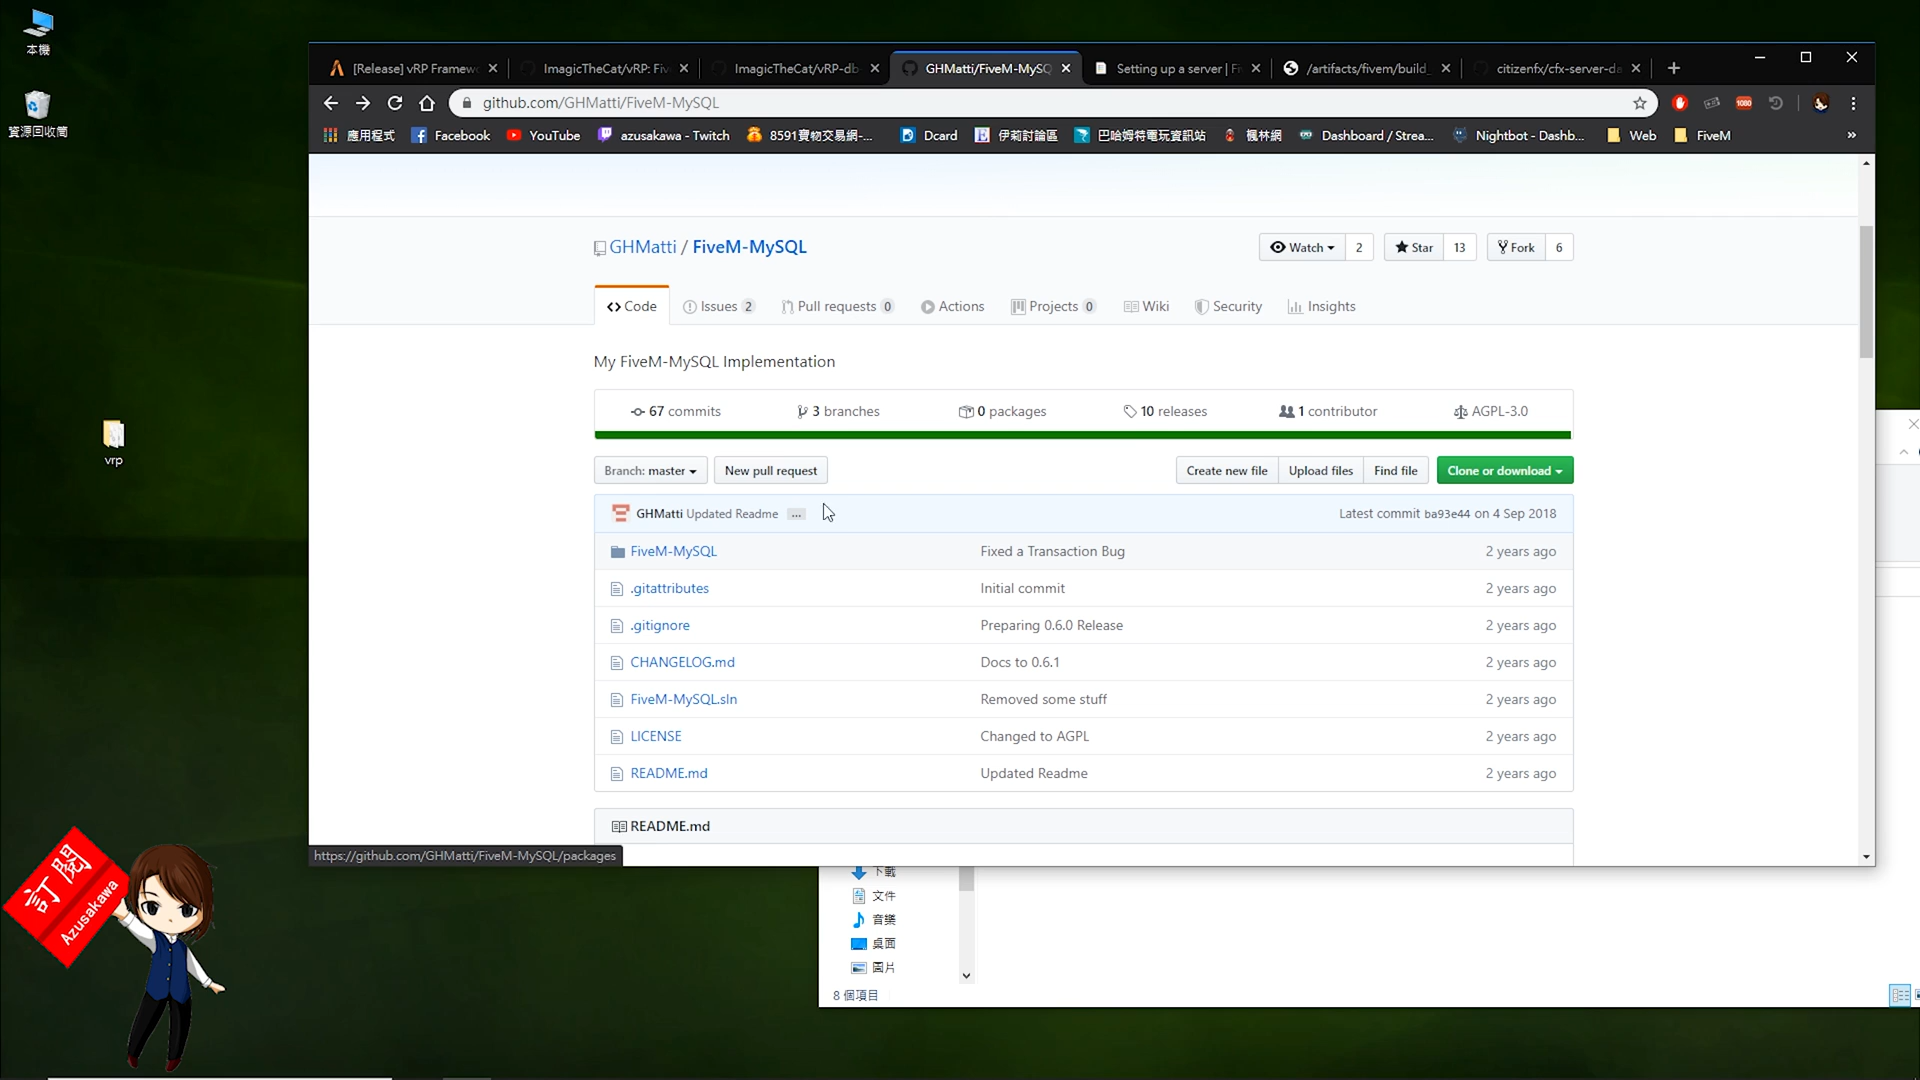 本機
資源回收筒
vrp
訂閱
Azusakawa
[Release] vRP Framew
ImagicTheCat/vRP: Fiv
ImagicTheCat/vRP-db
GHMatti/FiveM-MySQ
Setting up a server | F
/artifacts/fivem/build_
citizenfx/cfx-server-da
github.com/GHMatti/FiveM-MySQL
1080
應用程式
Facebook
YouTube
azusakawa - Twitch
8591寶物交易網-...
Dcard
伊莉討論區
巴哈姆特電玩資訊站
楓林網
Dashboard / Strea...
Nightbot - Dashb...
Web
FiveM
»
GHMatti / FiveM-MySQL
Watch 2
Star 13
Fork 6
Code
Issues 2
Pull requests 0
Actions
Projects 0
Wiki
Security
Insights
My FiveM-MySQL Implementation
67 commits
3 branches
0 packages
10 releases
1 contributor
AGPL-3.0
Branch: master
New pull request
Create new file
Upload files
Find file
Clone or download
GHMatti Updated Readme ...
Latest commit ba93e44 on 4 Sep 2018
FiveM-MySQL Fixed a Transaction Bug 2 years ago
.gitattributes Initial commit 2 years ago
.gitignore Preparing 0.6.0 Release 2 years ago
CHANGELOG.md Docs to 0.6.1 2 years ago
FiveM-MySQL.sln Removed some stuff 2 years ago
LICENSE Changed to AGPL 2 years ago
README.md Updated Readme 2 years ago
README.md
https://github.com/GHMatti/FiveM-MySQL/packages
下載
文件
音樂
桌面
圖片
8 個項目